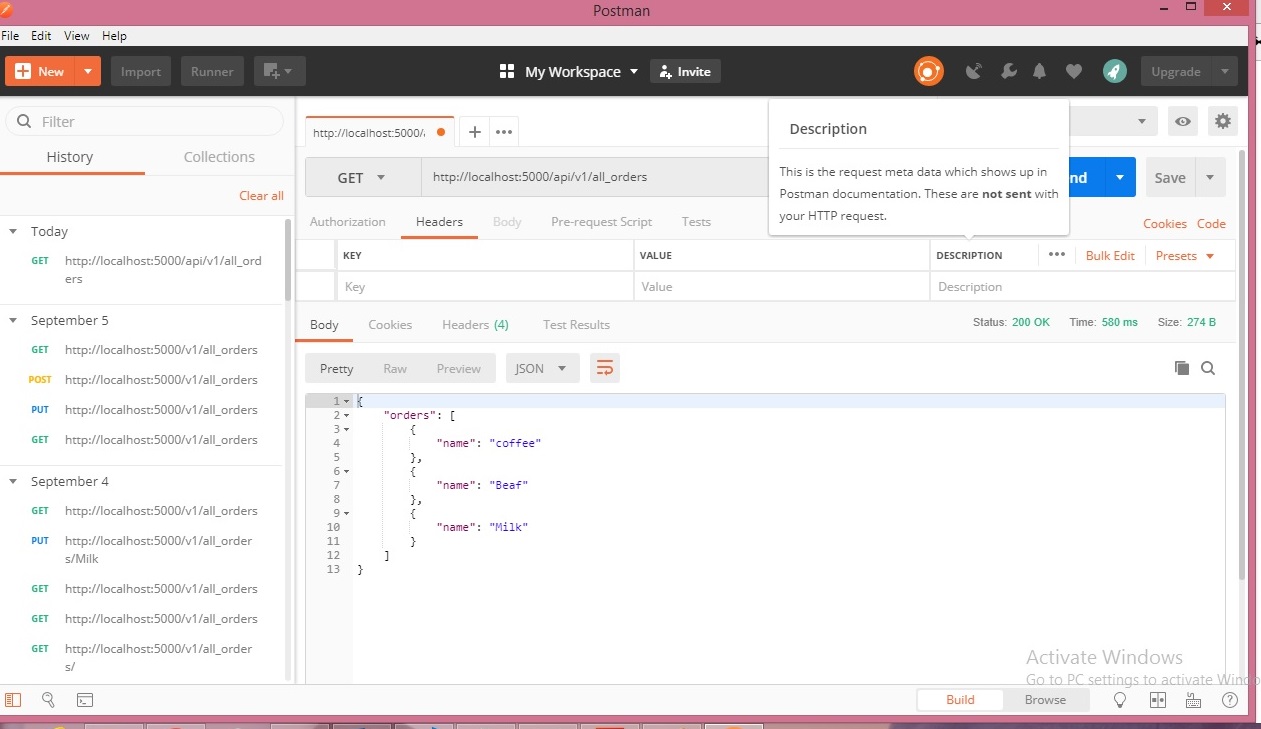 Postman
File Edit View Help
New Import Runner My Workspace Invite Upgrade
Filter
History Collections
Clear all
Today
GET http://localhost:5000/api/v1/all_ord
ers
September 5
GET http://localhost:5000/v1/all_orders
POST http://localhost:5000/v1/all_orders
PUT http://localhost:5000/v1/all_orders
GET http://localhost:5000/v1/all_orders
September 4
GET http://localhost:5000/v1/all_orders
PUT http://localhost:5000/v1/all_order
s/Milk
GET http://localhost:5000/v1/all_orders
GET http://localhost:5000/v1/all_orders
GET http://localhost:5000/v1/all_order
s/
http://localhost:5000/
GET http://localhost:5000/api/v1/all_orders
nd Save
Description
This is the request meta data which shows up in
Postman documentation. These are not sent with
your HTTP request.
Authorization Headers Body Pre-request Script Tests
Cookies Code
KEY VALUE DESCRIPTION ••• Bulk Edit Presets
Key Value Description
Body Cookies Headers (4) Test Results
Status: 200 OK Time: 580 ms Size: 274 B
Pretty Raw Preview JSON
1 {
2 "orders": [
3 {
4 "name": "coffee"
5 },
6 {
7 "name": "Beaf"
8 },
9 {
10 "name": "Milk"
11 }
12 ]
13 }
Activate Windows
Go to PC settings to activate Windo
Build Browse